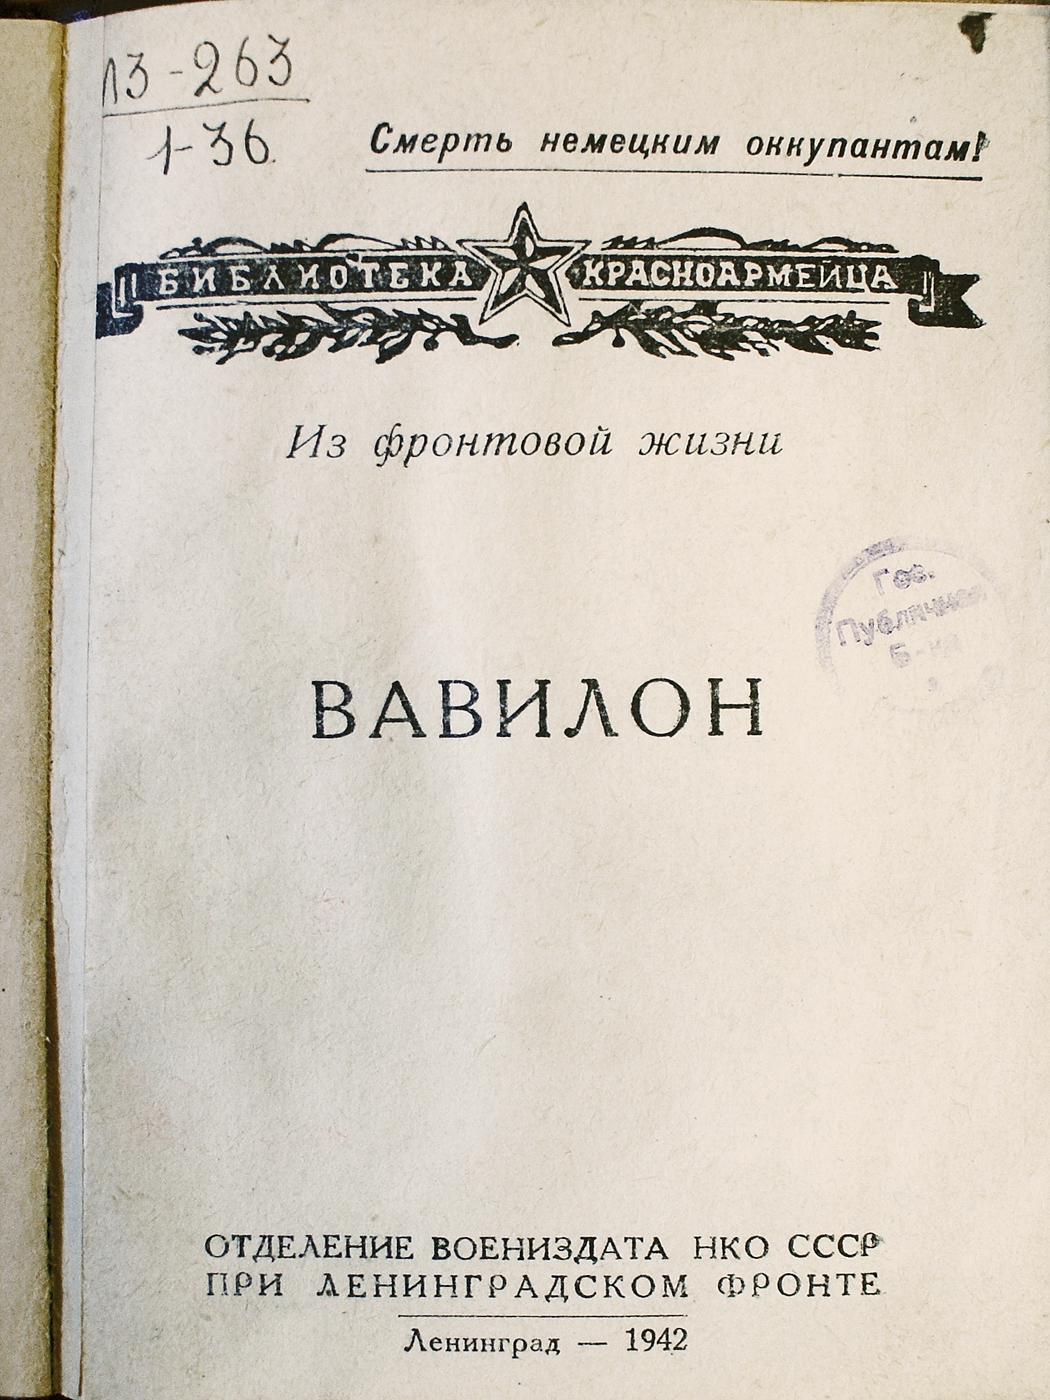 Л3-263
1-36
Смерть немецким оккупантам!
БИБЛИОТЕКА КРАСНОАРМЕЙЦА
Из фронтовой жизни
Гос.
Публичная
Б-ка
ВАВИЛОН
ОТДЕЛЕНИЕ ВОЕНИЗДАТА НКО СССР
ПРИ ЛЕНИНГРАДСКОМ ФРОНТЕ
Ленинград — 1942